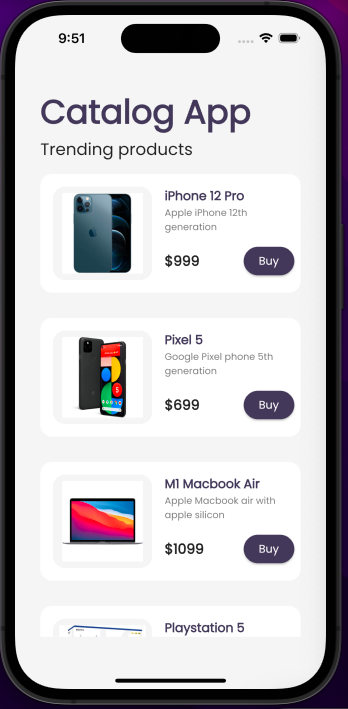 9:51
Catalog App
Trending products
iPhone 12 Pro
Apple iPhone 12th
generation
$999
Buy
Pixel 5
Google Pixel phone 5th
generation
$699
Buy
M1 Macbook Air
Apple Macbook air with
apple silicon
$1099
Buy
Playstation 5